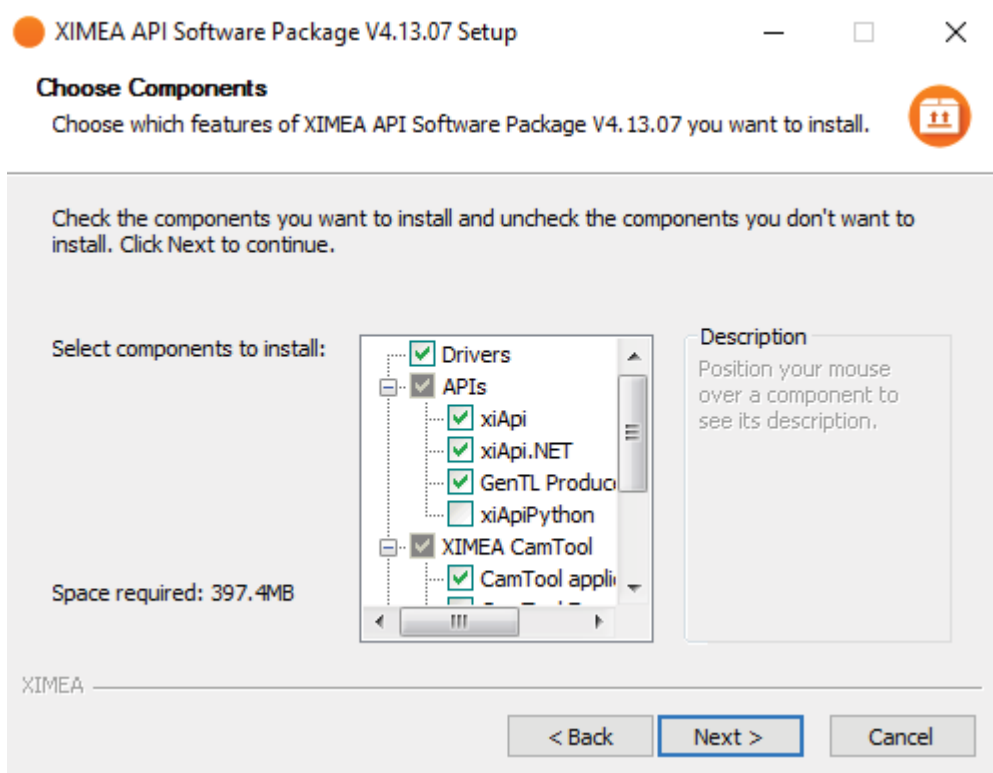 XIMEA API Software Package V4.13.07 Setup
Choose Components
Choose which features of XIMEA API Software Package V4.13.07 you want to install.
Check the components you want to install and uncheck the components you don't want to
install. Click Next to continue.
Select components to install:
Drivers
APIs
xiApi
xiApi.NET
GenTL Produc
xiApiPython
XIMEA CamTool
CamTool appli
Space required: 397.4MB
Description
Position your mouse
over a component to
see its description.
XIMEA
< Back
Next >
Cancel